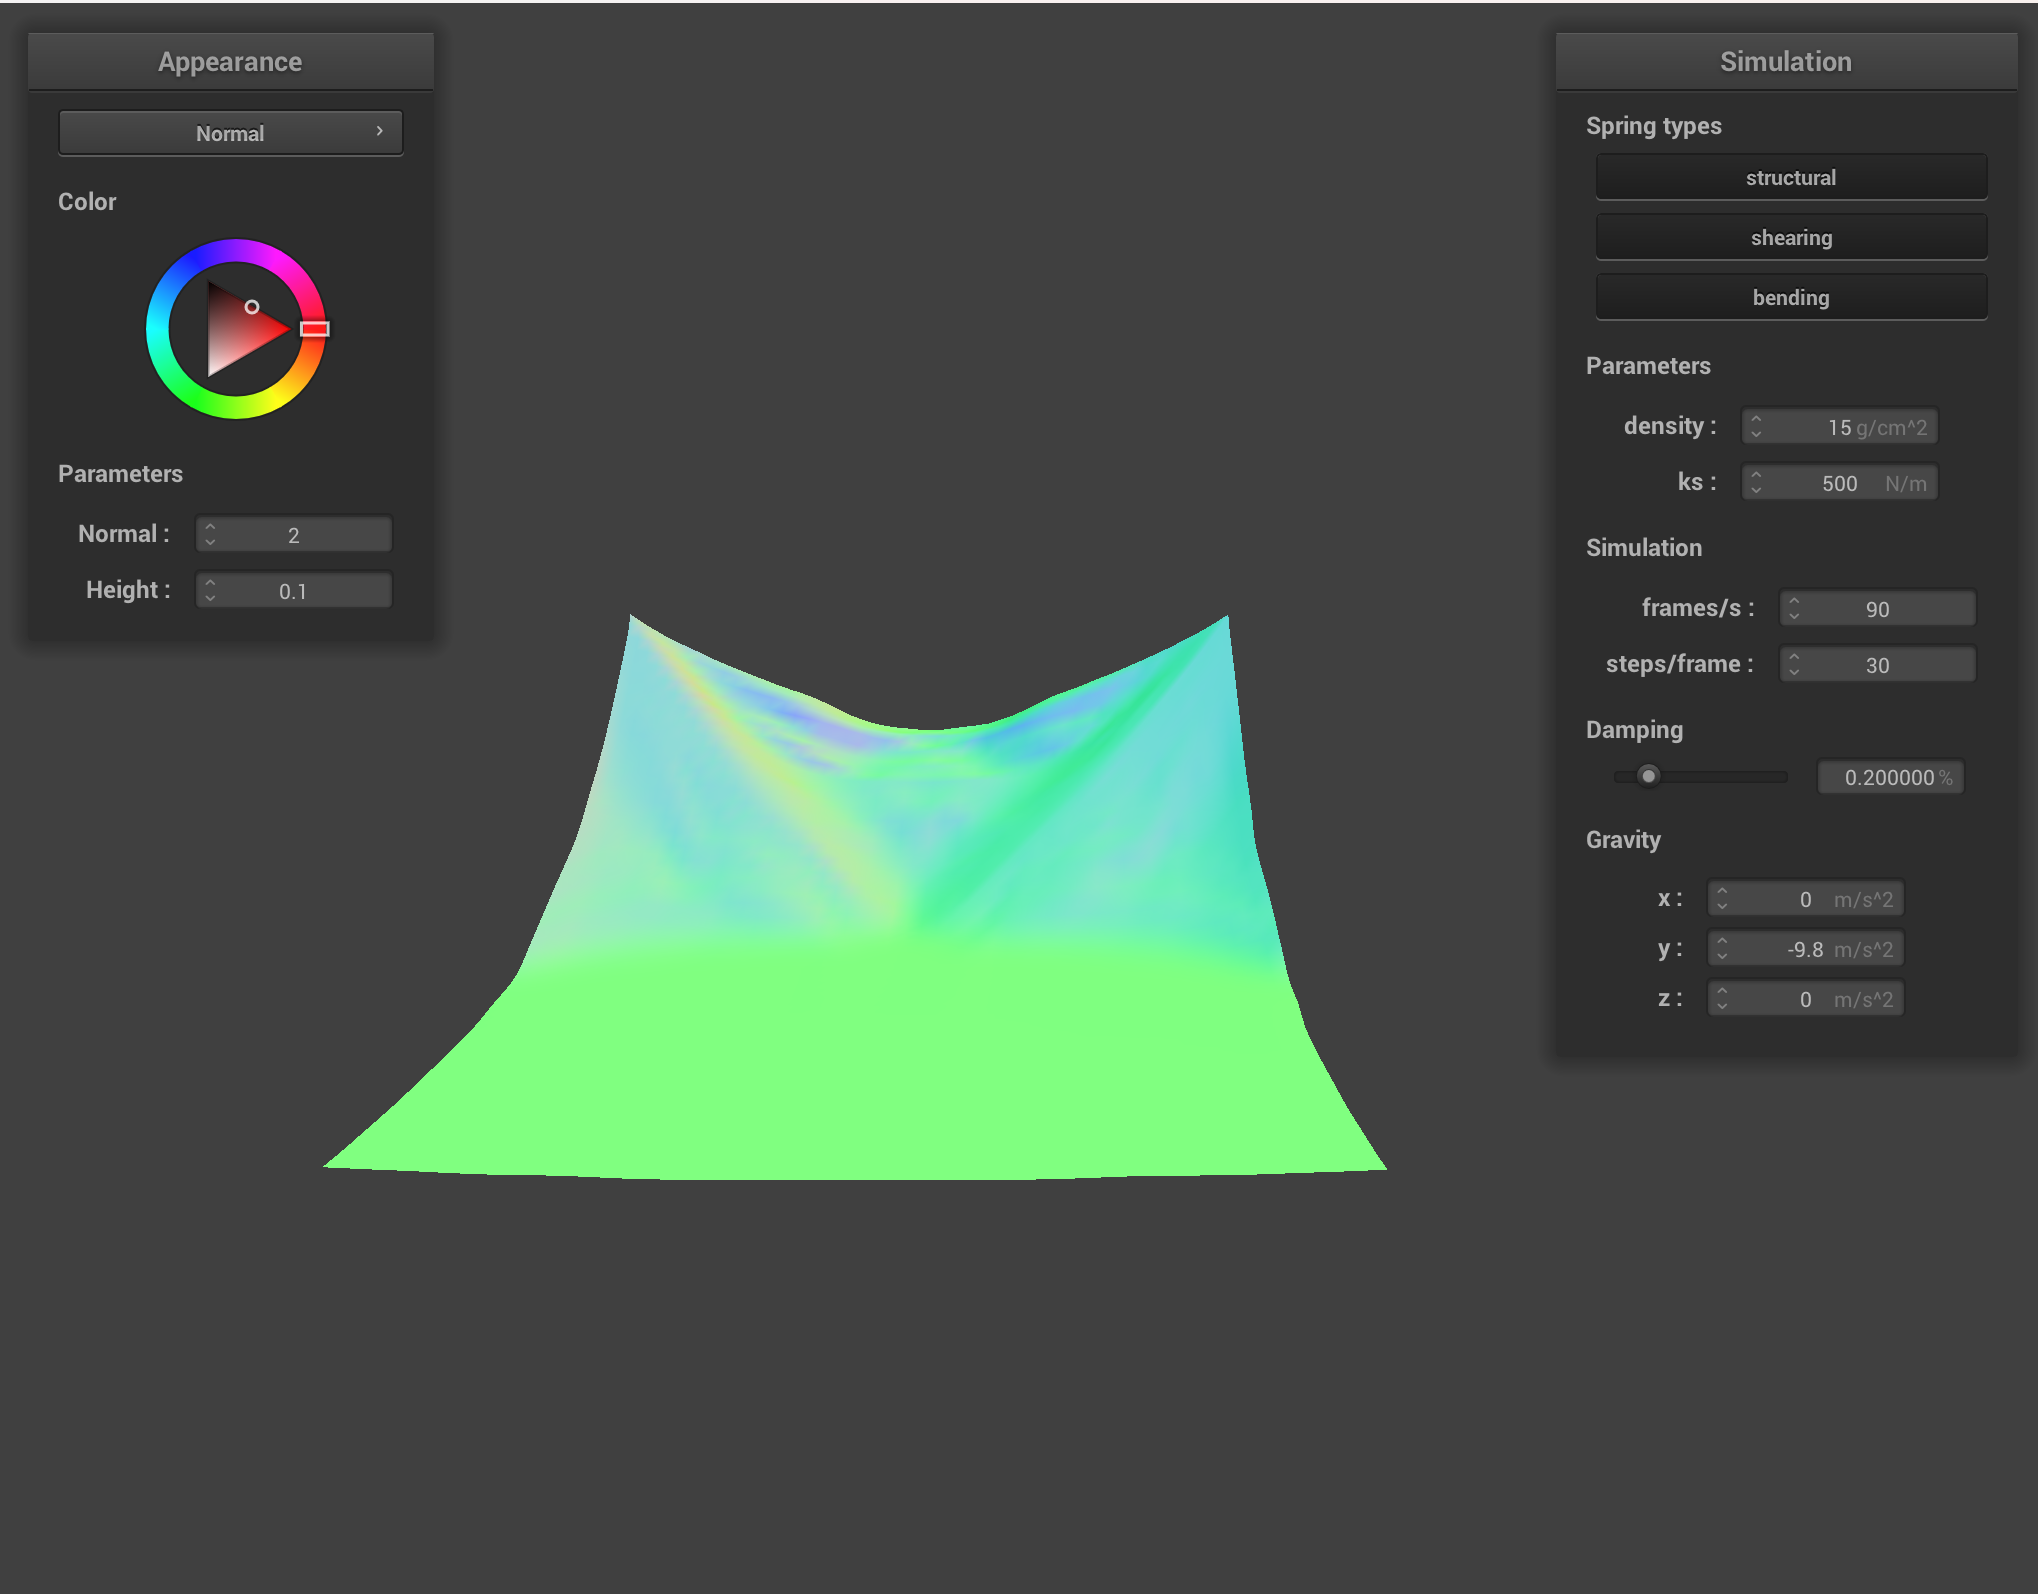 Appearance
Normal
Color
Parameters
Normal : 2
Height : 0.1
Simulation
Spring types
structural
shearing
bending
Parameters
density : 15 g/cm^2
ks : 500 N/m
Simulation
frames/s : 90
steps/frame : 30
Damping
0.200000 %
Gravity
x : 0 m/s^2
y : -9.8 m/s^2
z : 0 m/s^2